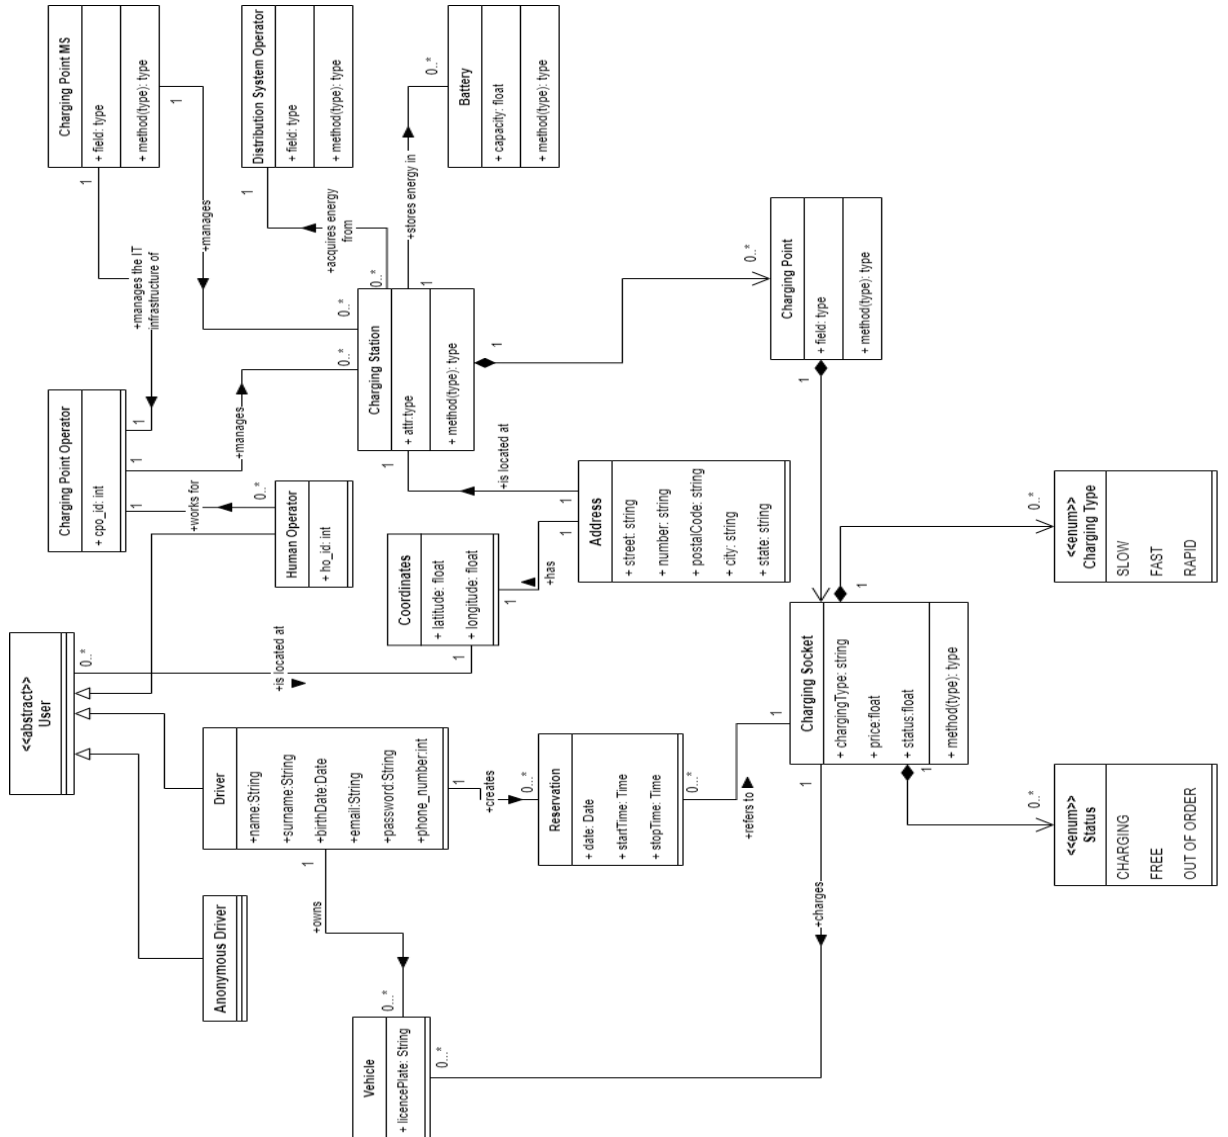 <<abstract>>
User
Anonymous Driver
Driver
+name:String
+surname:String
+birthDate:Date
+email:String
+password:String
+phone_number:int
Vehicle
+ licencePlate: String
+owns
1
0...*
+creates
1
0...*
Reservation
+ date: Date
+ startTime: Time
+ stopTime: Time
+refers to
0...*
1
+is located at
0..*
1
Coordinates
+ latitude: float
+ longitude: float
+has
1
1
Address
+ street: string
+ number: string
+ postalCode: string
+ city: string
+ state: string
+is located at
1
1
Human Operator
+ ho_id: int
+works for
0..*
1
Charging Point Operator
+ cpo_id: int
+manages
1
0..*
+manages the IT
infrastructure of
1
1
Charging Point MS
+ field: type
+ method(type): type
+manages
1
0..*
Distribution System Operator
+ field: type
+ method(type): type
+acquires energy
from
1
0..*
Charging Station
+ attr:type
+ method(type): type
+stores energy in
1
0..*
Battery
+ capacity: float
+ method(type): type
1
0..*
Charging Point
+ field: type
+ method(type): type
1
Charging Socket
+ chargingType: string
+ price:float
+ status:float
+ method(type): type
+charges
1
0...*
1
0..*
<<enum>>
Charging Type
SLOW
FAST
RAPID
1
0..*
<<enum>>
Status
CHARGING
FREE
OUT OF ORDER